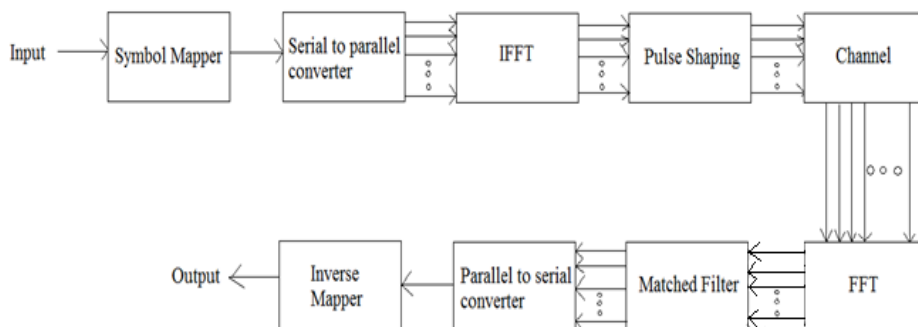 Input
Symbol Mapper
Serial to parallel
converter
IFFT
Pulse Shaping
Channel
Output
Inverse
Mapper
Parallel to serial
converter
Matched Filter
FFT